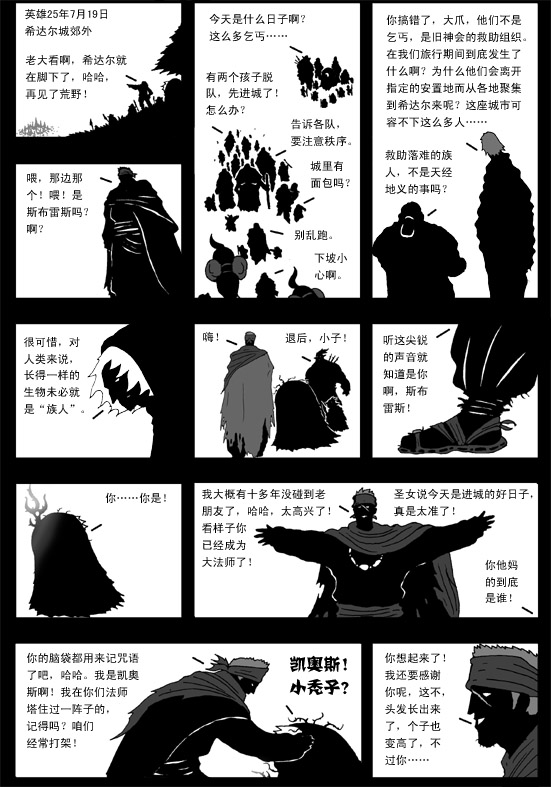 英雄25年7月19日
希达尔城郊外
老大看啊，希达尔就
在脚下了，哈哈，
再见了荒野！
今天是什么日子啊？
这么多乞丐……
有两个孩子脱
队，先进城了！
怎么办？
告诉各队，
要注意秩序。
城里有
面包吗？
别乱跑。
下坡小
心啊。
你搞错了，大爪，他们不是
乞丐，是旧神会的救助组织。
在我们旅行期间到底发生了
什么啊？为什么他们会离开
指定的安置地而从各地聚集
到希达尔来呢？这座城市可
容不下这么多人……
救助落难的族
人，不是天经
地义的事吗？
喂，那边那
个！喂！是
斯布雷斯吗？
啊？
很可惜，对
人类来说，
长得一样的
生物未必就
是“族人”。
嗨！
退后，小子！
听这尖锐
的声音就
知道是你
啊，斯布
雷斯！
你……你是！
我大概有十多年没碰到老
朋友了，哈哈，太高兴了！
看样子你
已经成为
大法师了！
圣女说今天是进城的好日子，
真是太准了！
你他妈
的到底
是谁！
你的脑袋都用来记咒语
了吧，哈哈。我是凯奥
斯啊！我在你们法师
塔住过一阵子的，
记得吗？咱们
经常打架！
凯奥斯！
小秃子？
你想起来了！
我还要感谢
你呢，这不，
头发长出来
了，个子也
变高了，不
过你……